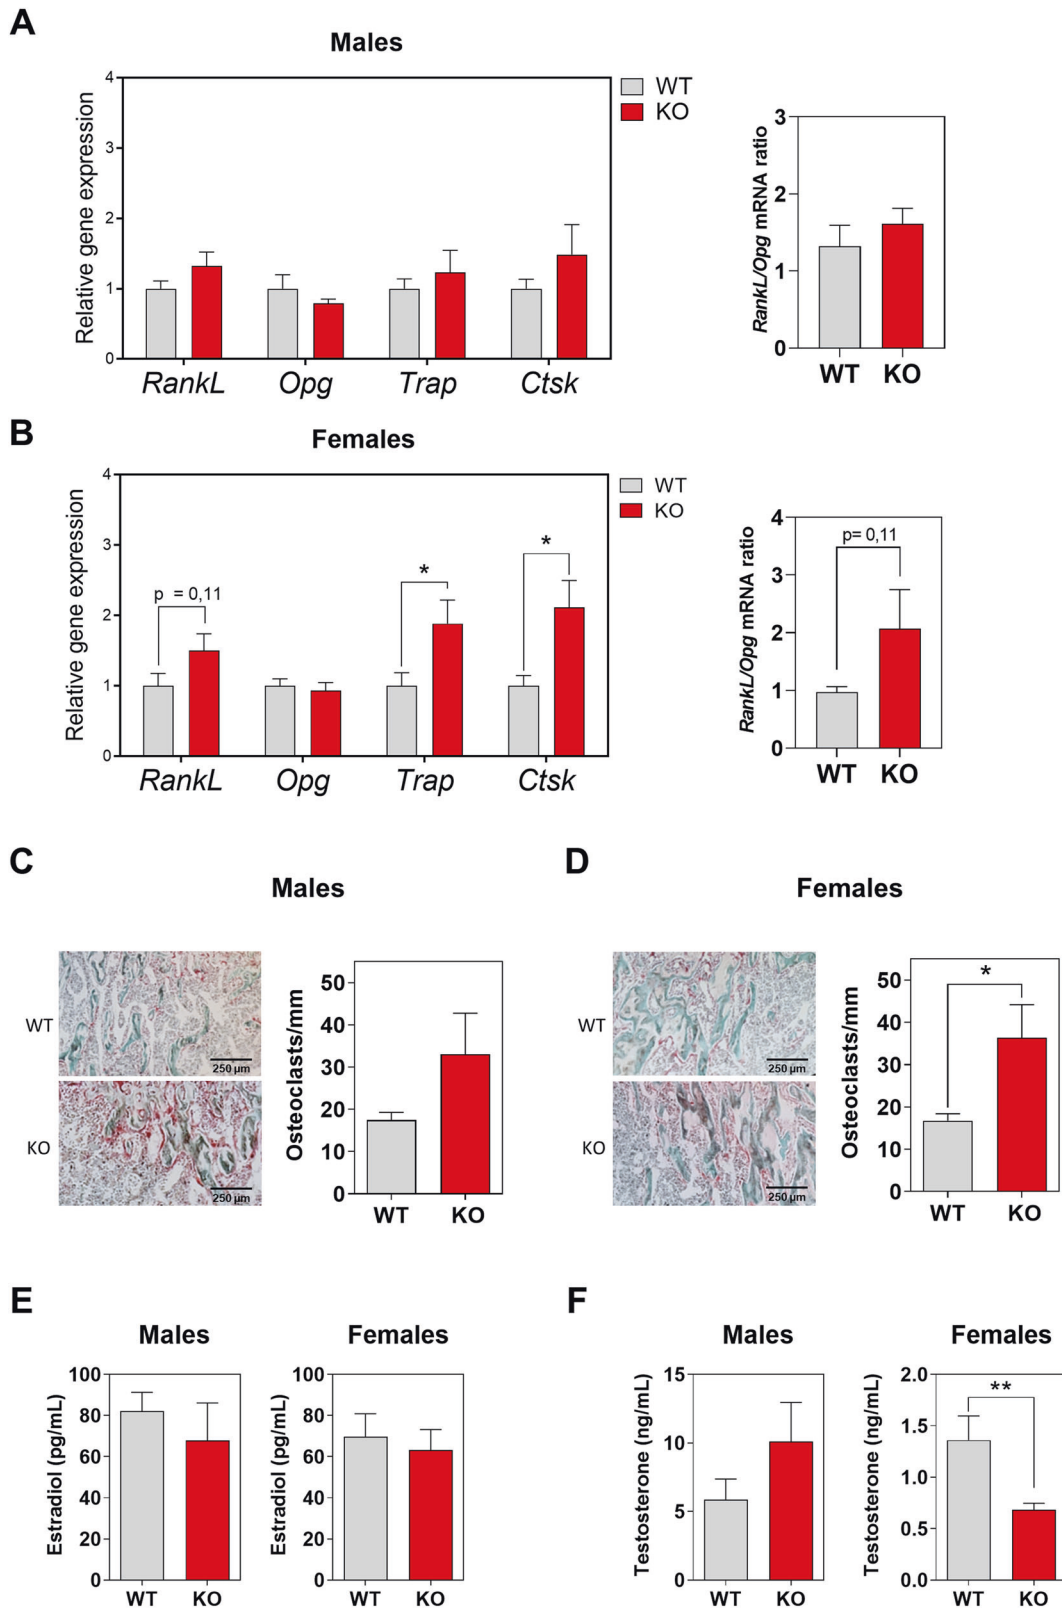 A
Males
Relative gene expression
4
3
2
1
0
RankL Opg Trap Ctsk
WT
KO
RankL/Opg mRNA ratio
3
2
1
0
WT KO
B
Females
Relative gene expression
4
3
2
1
0
p = 0,11
*
*
RankL Opg Trap Ctsk
WT
KO
RankL/Opg mRNA ratio
4
3
2
1
0
p= 0,11
WT KO
C
Males
WT
250 µm
KO
250 µm
Osteoclasts/mm
50
40
30
20
10
0
WT KO
D
Females
WT
250 µm
KO
250 µm
Osteoclasts/mm
50
40
30
20
10
0
*
WT KO
E
Males
Estradiol (pg/mL)
100
80
60
40
20
0
WT KO
Females
Estradiol (pg/mL)
100
80
60
40
20
0
WT KO
F
Males
Testosterone (ng/mL)
15
10
5
0
WT KO
Females
Testosterone (ng/mL)
2.0
1.5
1.0
0.5
0.0
**
WT KO